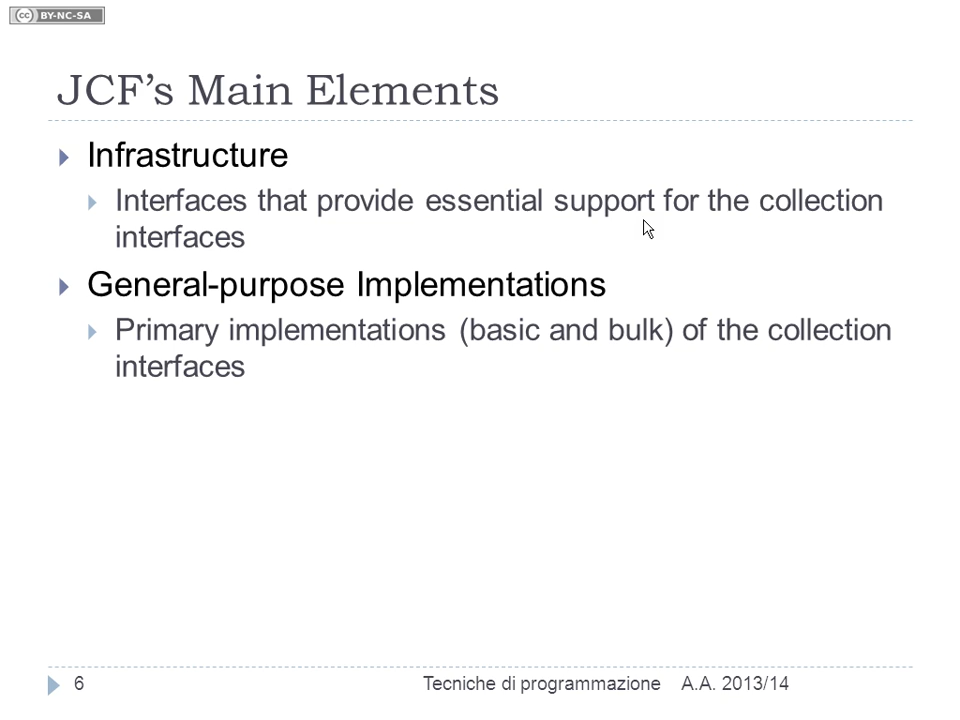 cc BY-NC-SA
JCF’s Main Elements
Infrastructure
Interfaces that provide essential support for the collection
interfaces
General-purpose Implementations
Primary implementations (basic and bulk) of the collection
interfaces
6 Tecniche di programmazione A.A. 2013/14